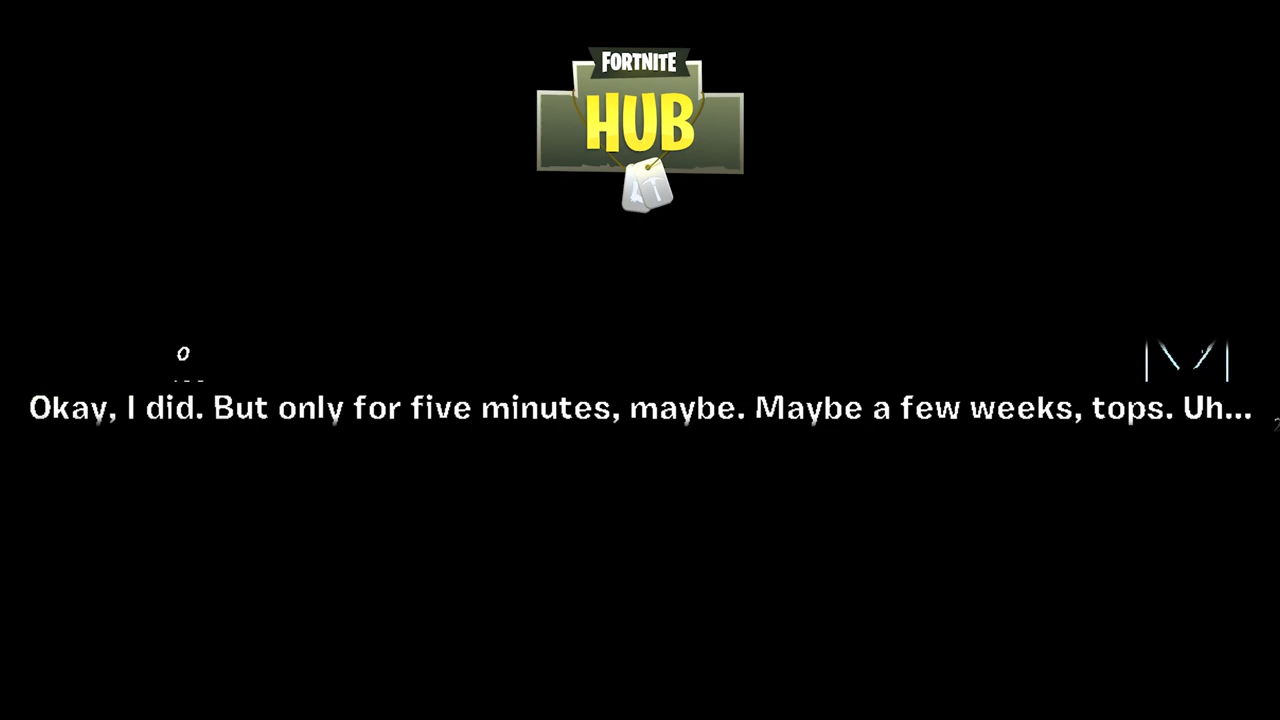 FORTNITE
HUB
Okay, I did. But only for five minutes, maybe. Maybe a few weeks, tops. Uh...